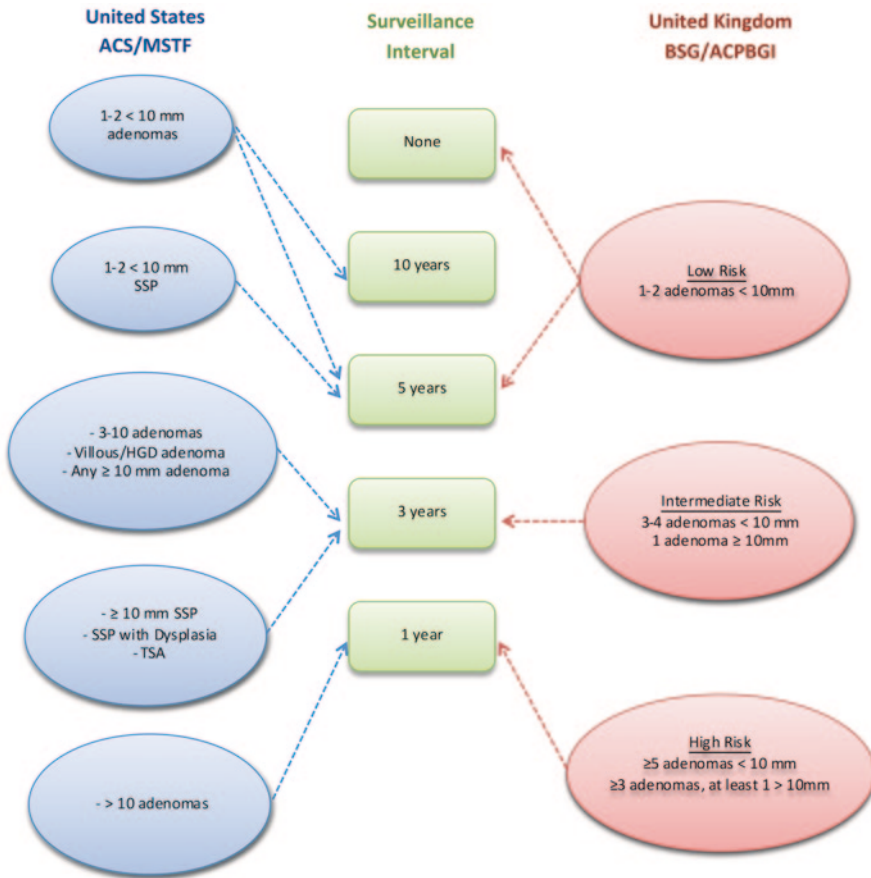 United States
ACS/MSTF
Surveillance
Interval
United Kingdom
BSG/ACPBGI
1-2 < 10 mm
adenomas
1-2 < 10 mm
SSP
- 3-10 adenomas
- Villous/HGD adenoma
- Any ≥ 10 mm adenoma
- ≥ 10 mm SSP
- SSP with Dysplasia
- TSA
- > 10 adenomas
None
10 years
5 years
3 years
1 year
Low Risk
1-2 adenomas < 10mm
Intermediate Risk
3-4 adenomas < 10 mm
1 adenoma ≥ 10mm
High Risk
≥5 adenomas < 10 mm
≥3 adenomas, at least 1 > 10mm